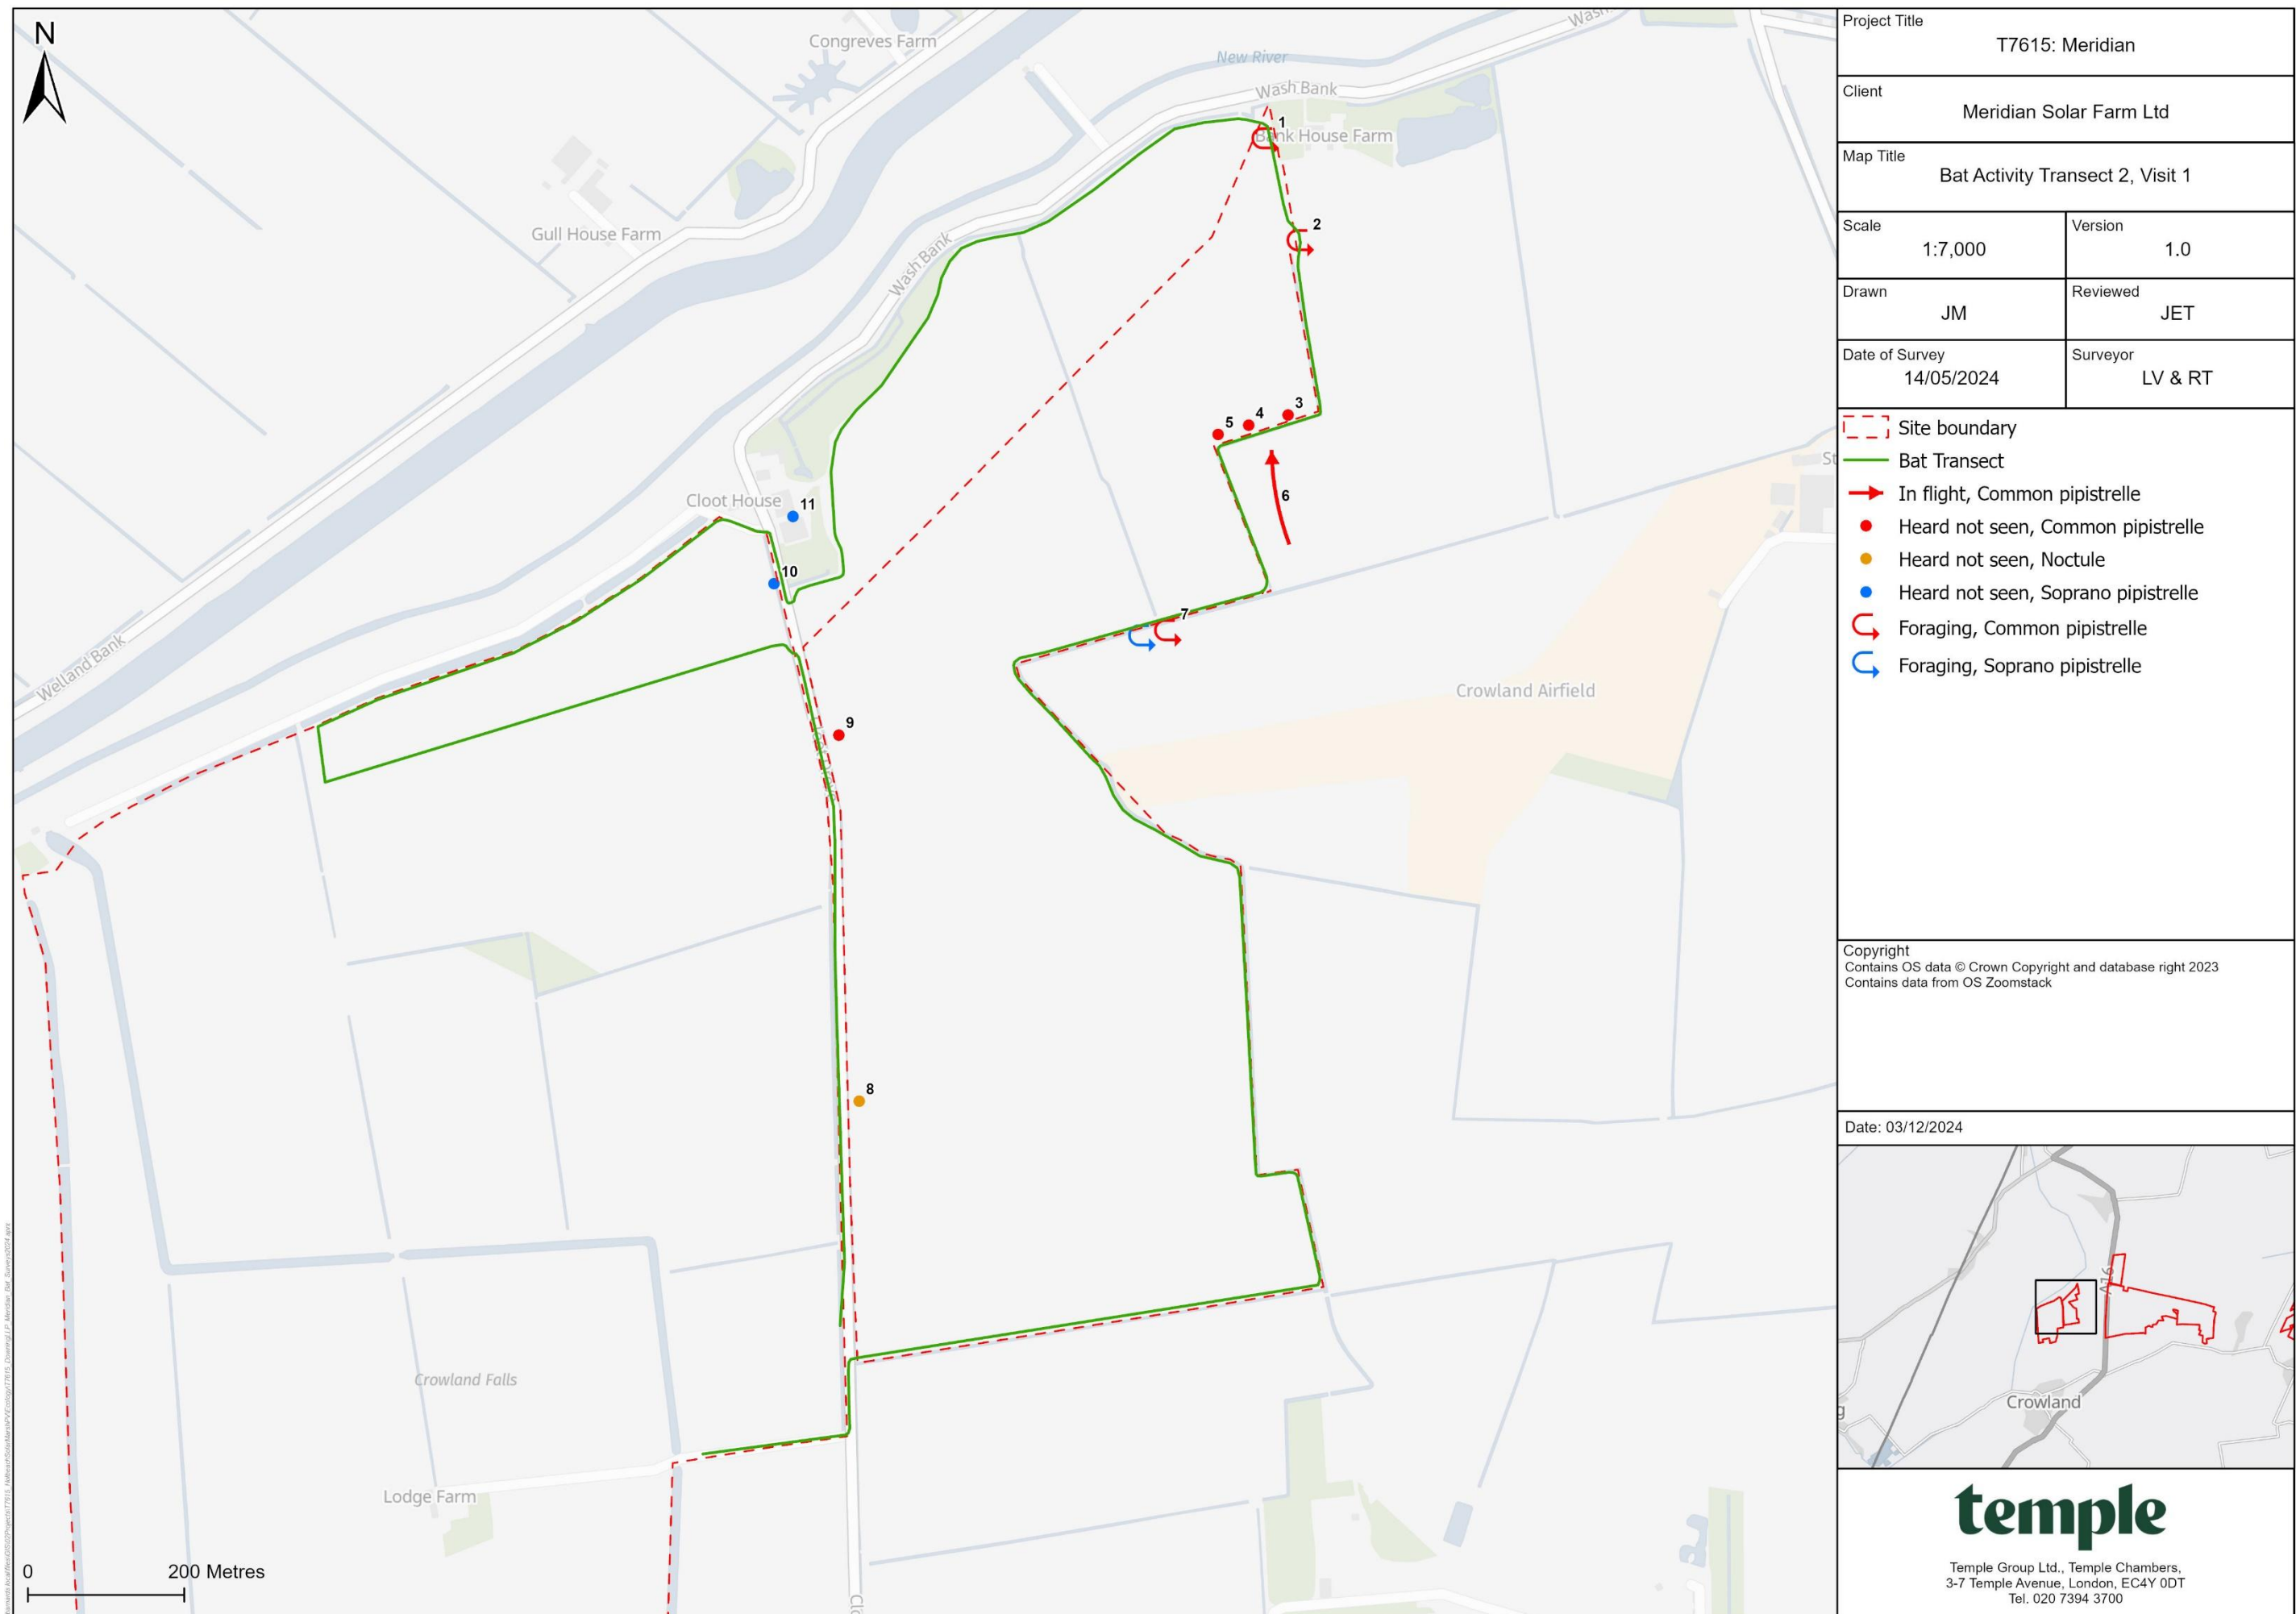 N
Congreves Farm
New River
Wash Bank
1
Bank House Farm
2
Gull House Farm
Wash Bank
3
4
5
6
Cloot House
11
10
7
Welland Bank
Crowland Airfield
9
8
Crowland Falls
Lodge Farm
0 200 Metres
Project Title
T7615: Meridian
Client
Meridian Solar Farm Ltd
Map Title
Bat Activity Transect 2, Visit 1
Scale
1:7,000
Version
1.0
Drawn
JM
Reviewed
JET
Date of Survey
14/05/2024
Surveyor
LV & RT
Site boundary
Bat Transect
In flight, Common pipistrelle
Heard not seen, Common pipistrelle
Heard not seen, Noctule
Heard not seen, Soprano pipistrelle
Foraging, Common pipistrelle
Foraging, Soprano pipistrelle
Copyright
Contains OS data © Crown Copyright and database right 2023
Contains data from OS Zoomstack
Date: 03/12/2024
A16
Crowland
temple
Temple Group Ltd., Temple Chambers,
3-7 Temple Avenue, London, EC4Y 0DT
Tel. 020 7394 3700